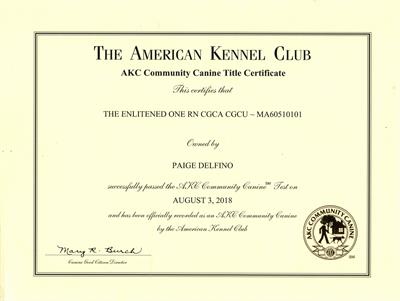 THE AMERICAN KENNEL CLUB
AKC Community Canine Title Certificate
This certifies that
THE ENLITENED ONE RN CGCA CGCU ~ MA60510101
Owned by
PAIGE DELFINO
successfully passed the AKC Community Canine℠ Test on
AUGUST 3, 2018
and has been officially recorded as an AKC Community Canine
by the American Kennel Club
Mary R. Burch
Canine Good Citizen Director
AKC COMMUNITY CANINE
SM